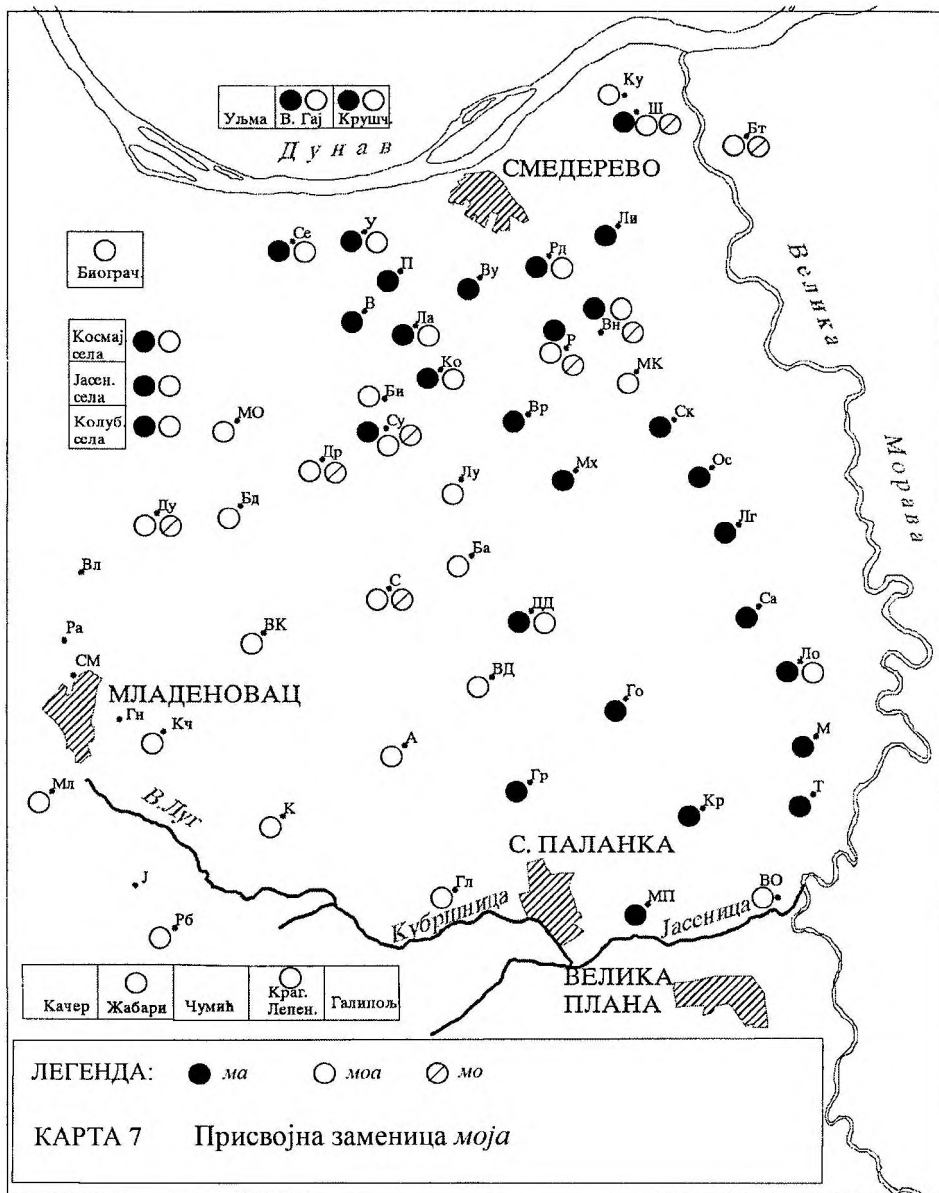 Ку
Ш
Бт
Уљма
В. Гај
Крушч.
Дунав
СМЕДЕРЕВО
Велика
Морава
Се
У
Ли
П
Ву
Рд
Биограч.
В
Ла
Вн
Р
Космај
села
Јасен.
села
Колуб.
села
Ко
МК
Би
МО
Су
Вр
Ск
Др
Лу
Мх
Ос
Ду
Бд
Лг
Ба
Вл
С
ДД
Са
Ра
ВК
Ло
СМ
МЛАДЕНОВАЦ
ВД
Го
Гн
Кч
А
М
Мл
Гр
Т
В. Луг
К
Кр
С. ПАЛАНКА
Ј
Гл
Кубршница
МП
Јасеница
ВО
Рб
ВЕЛИКА
ПЛАНА
Качер
Жабари
Чумић
Краг.
Лепен.
Галипољ
ЛЕГЕНДА: ма моа мо
КАРТА 7 Присвојна заменица моја